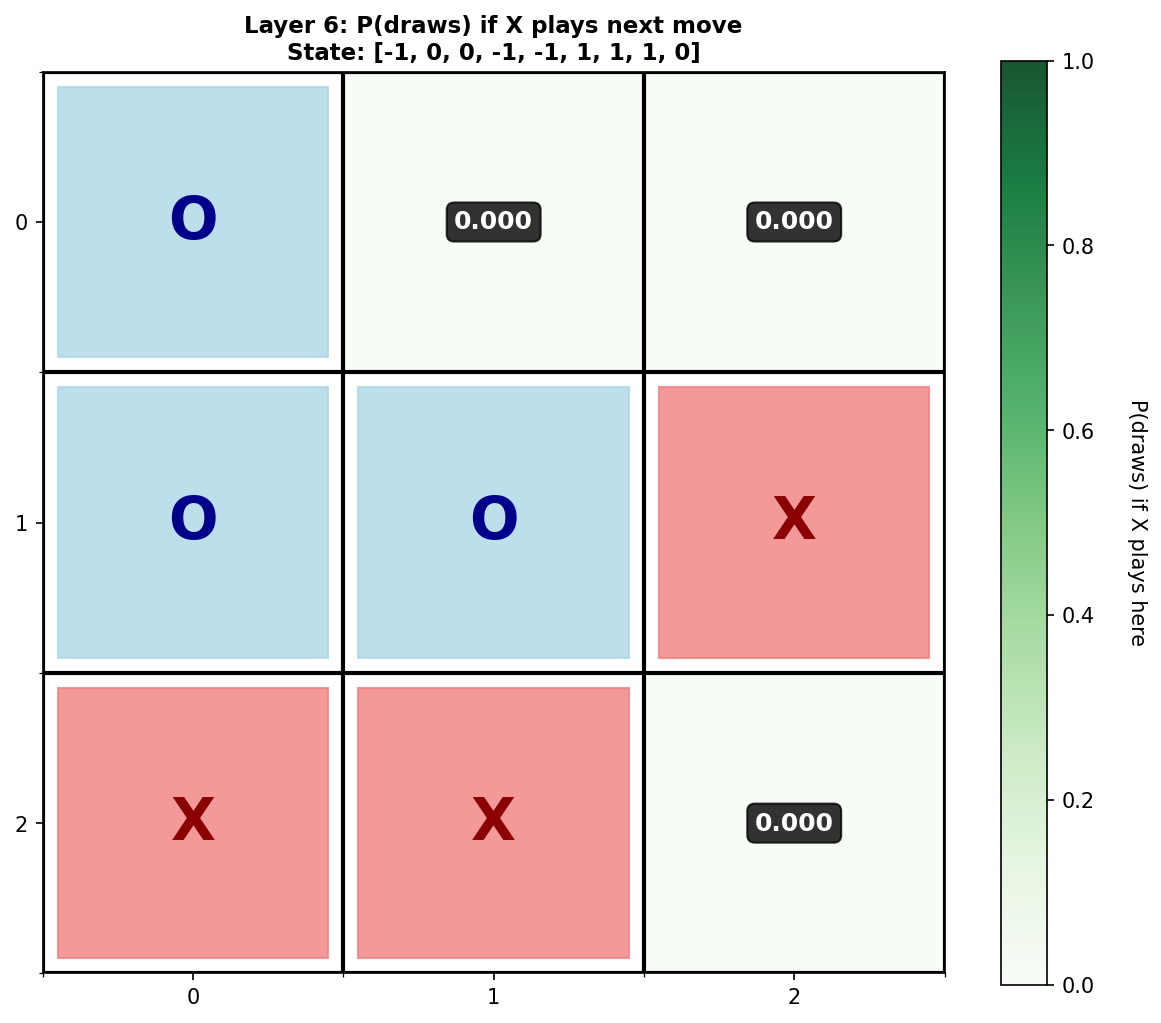 Layer 6: P(draws) if X plays next move
State: [-1, 0, 0, -1, -1, 1, 1, 1, 0]
0
O
0.000
0.000
1
O
O
X
2
X
X
0.000
0
1
2
1.0
0.8
0.6
0.4
0.2
0.0
P(draws) if X plays here